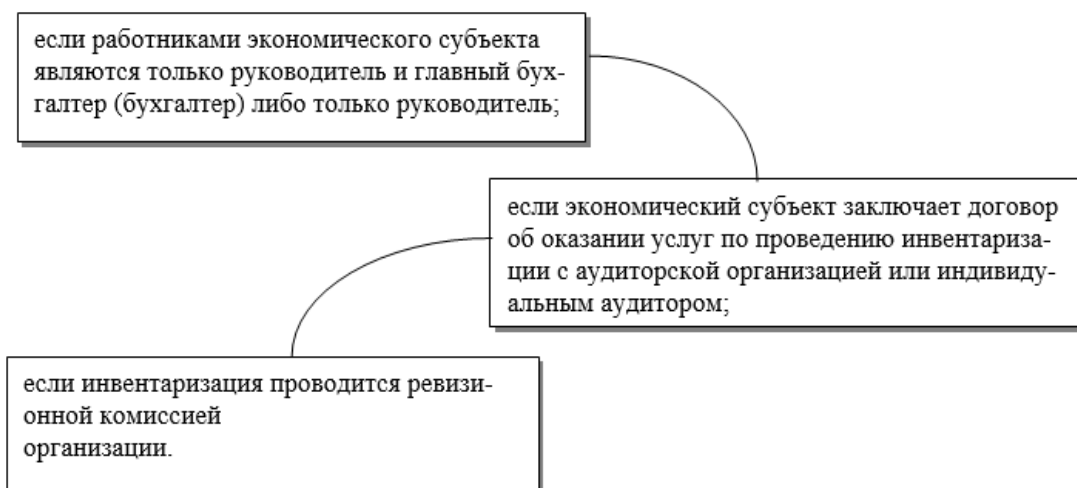 если работниками экономического субъекта
являются только руководитель и главный бух-
галтер (бухгалтер) либо только руководитель;
если экономический субъект заключает договор
об оказании услуг по проведению инвентариза-
ции с аудиторской организацией или индивиду-
альным аудитором;
если инвентаризация проводится ревизи-
онной комиссией
организации.